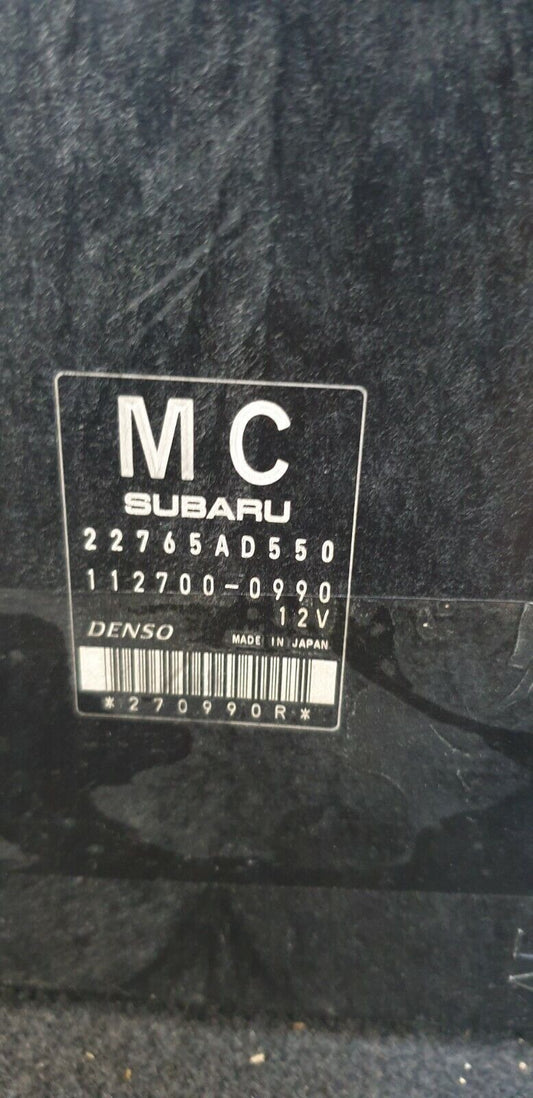 MC
SUBARU
22765AD550
112700-0990
12V
DENSO MADE IN JAPAN
*270990R*